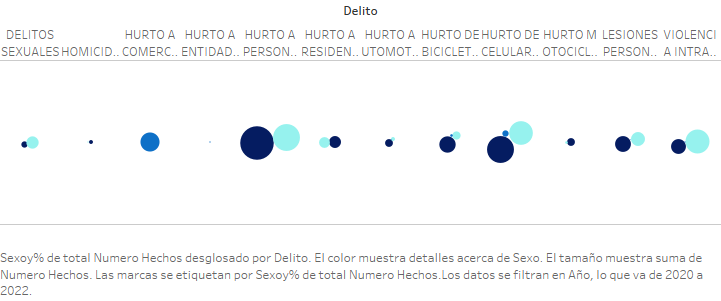 Delito
DELITOS SEXUALES
HOMICID..
HURTO A COMERC..
HURTO A ENTIDAD..
HURTO A PERSON..
HURTO A RESIDEN..
HURTO A UTOMOT..
HURTO DE BICICLET..
HURTO DE CELULAR..
HURTO M OTOCICL..
LESIONES PERSON..
VIOLENCI A INTRA..
Sexoy% de total Numero Hechos desglosado por Delito. El color muestra detalles acerca de Sexo. El tamaño muestra suma de
Numero Hechos. Las marcas se etiquetan por Sexoy% de total Numero Hechos.Los datos se filtran en Año, lo que va de 2020 a
2022.